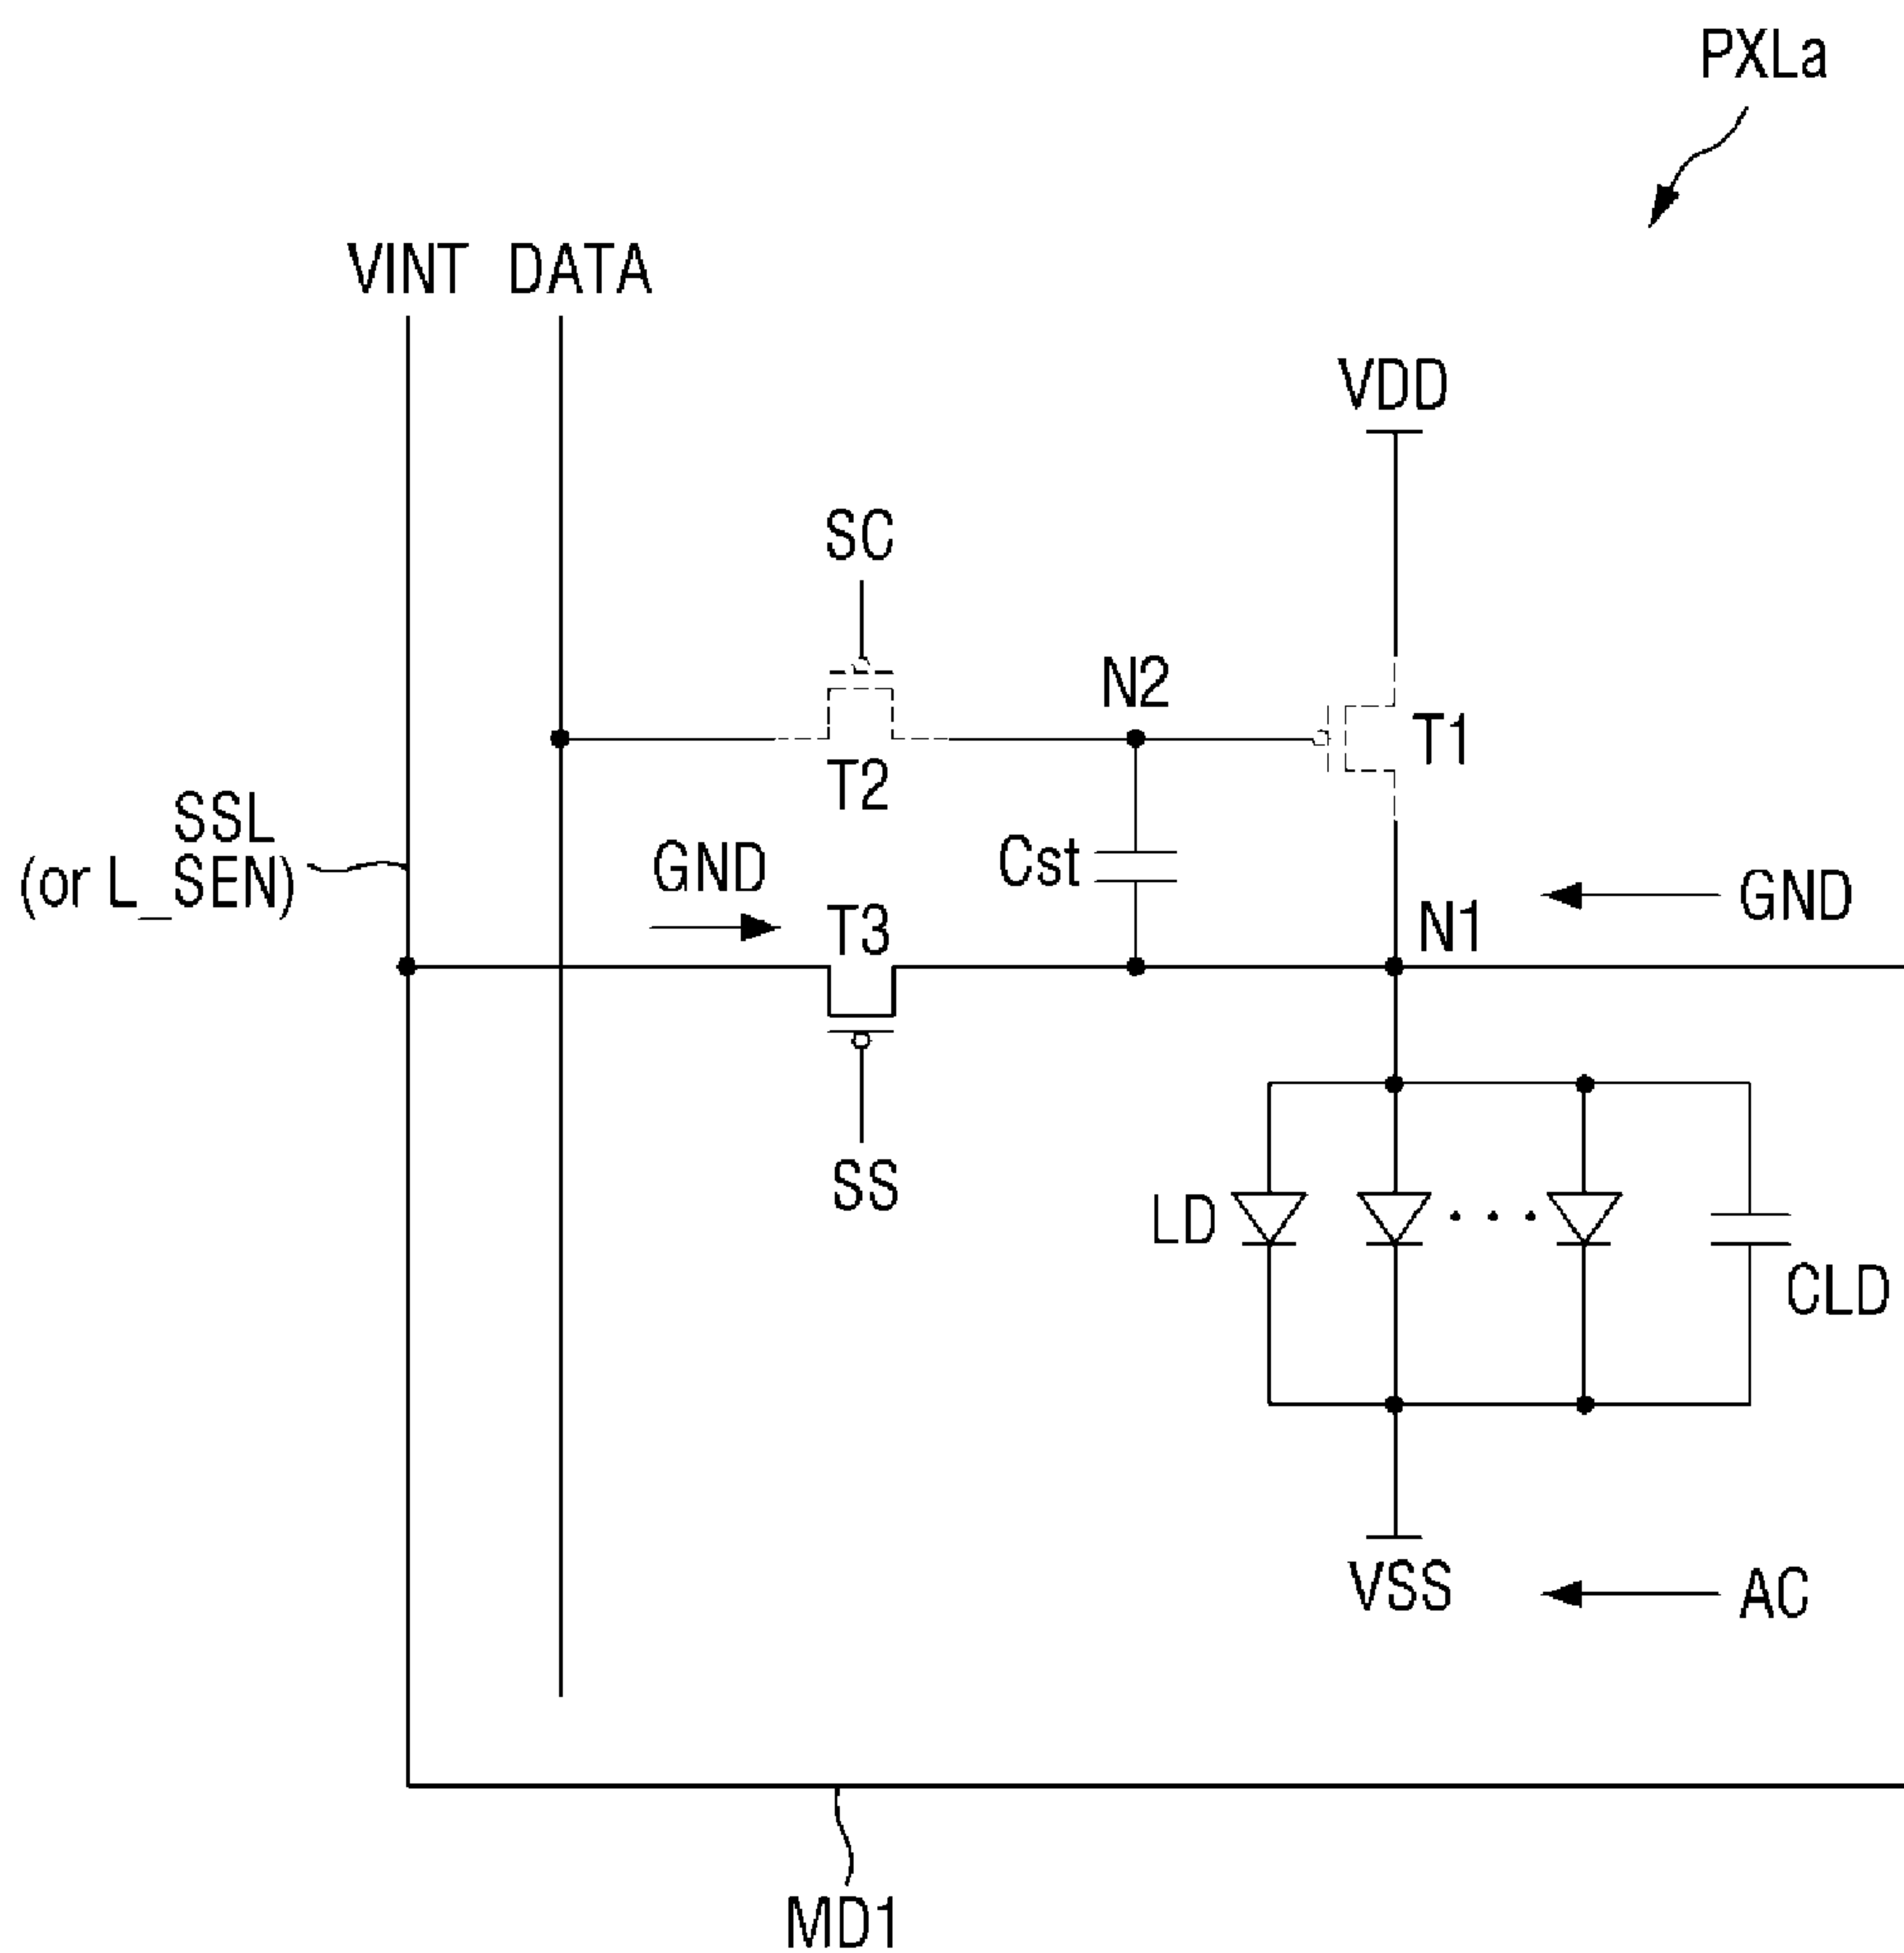 PXLa
VINT DATA
VDD
SC
N2
T1
T2
SSL
(or L_SEN)
GND
Cst
GND
T3
N1
SS
LD
CLD
VSS
AC
MD1